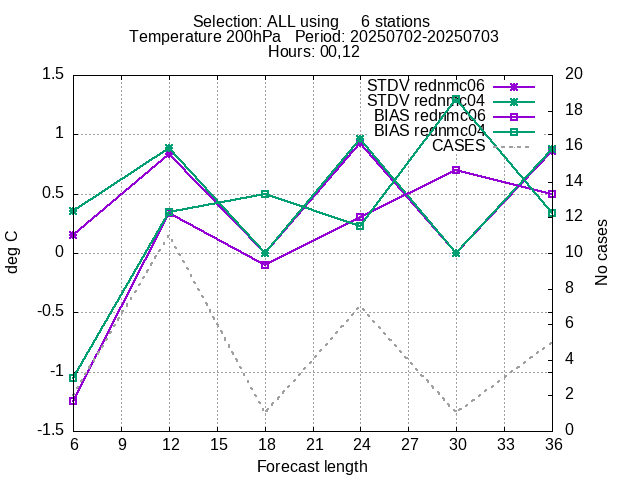 Selection: ALL using 6 stations
Temperature 200hPa Period: 20250702-20250703
Hours: 00,12
STDV rednmc06
STDV rednmc04
BIAS rednmc06
BIAS rednmc04
CASES
1.5
1
0.5
0
-0.5
-1
-1.5
deg C
20
18
16
14
12
10
8
6
4
2
0
No cases
6 9 12 15 18 21 24 27 30 33 36
Forecast length